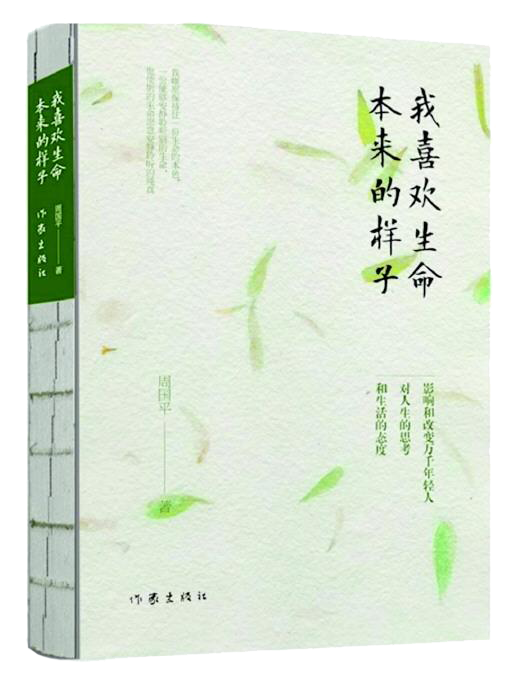 我喜欢生命
本来的样子
影响和改变万千年轻人
对人生的思考
和生活的态度
周国平 著
作家出版社
我喜欢生命
本来的样子
周国平 著
作家出版社